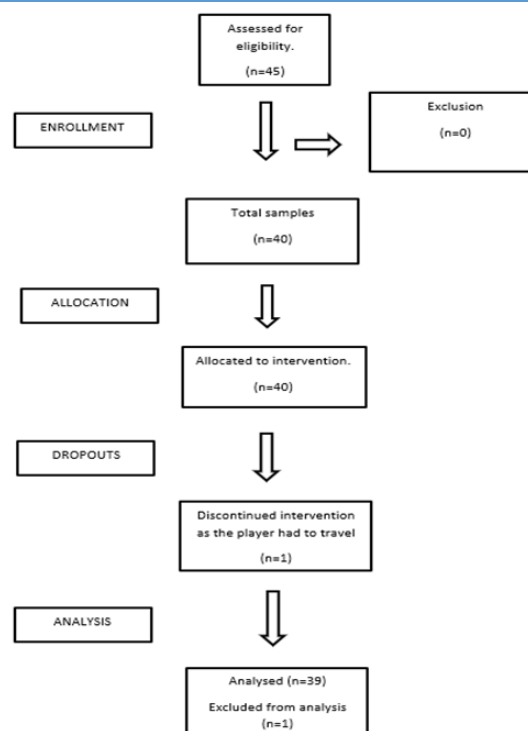 Assessed for
eligibility.
(n=45)
ENROLLMENT
Exclusion
(n=0)
Total samples
(n=40)
ALLOCATION
Allocated to intervention.
(n=40)
DROPOUTS
Discontinued intervention
as the player had to travel
(n=1)
ANALYSIS
Analysed (n=39)
Excluded from analysis
(n=1)